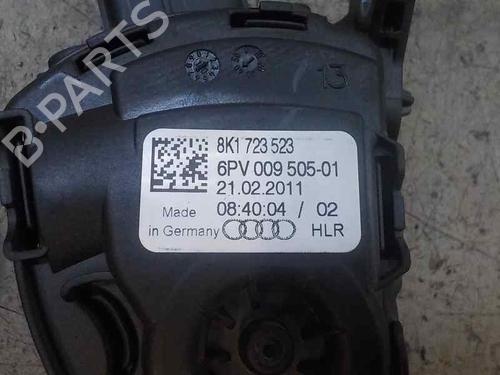 B-PARTS
13
8K1 723 523
6PV 009 505-01
21.02.2011
Made 08:40:04 / 02
in Germany HLR